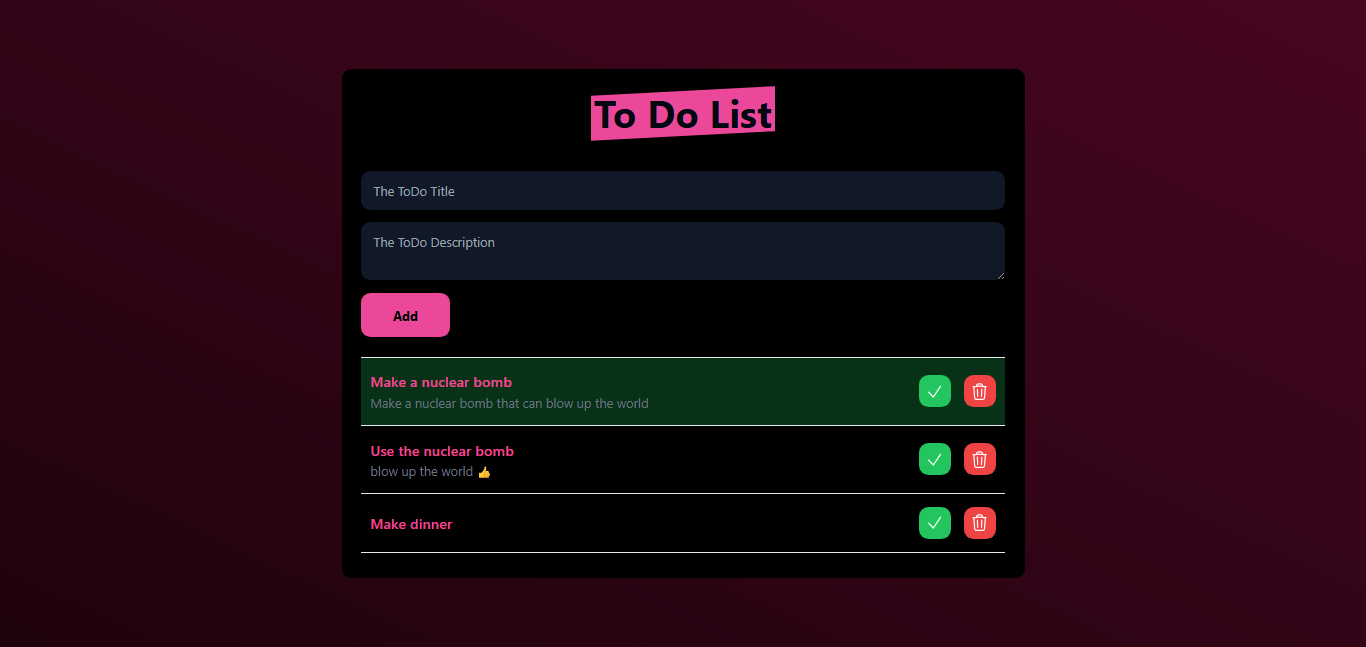 To Do List
The ToDo Title
The ToDo Description
Add
Make a nuclear bomb
Make a nuclear bomb that can blow up the world
Use the nuclear bomb
blow up the world 👍
Make dinner